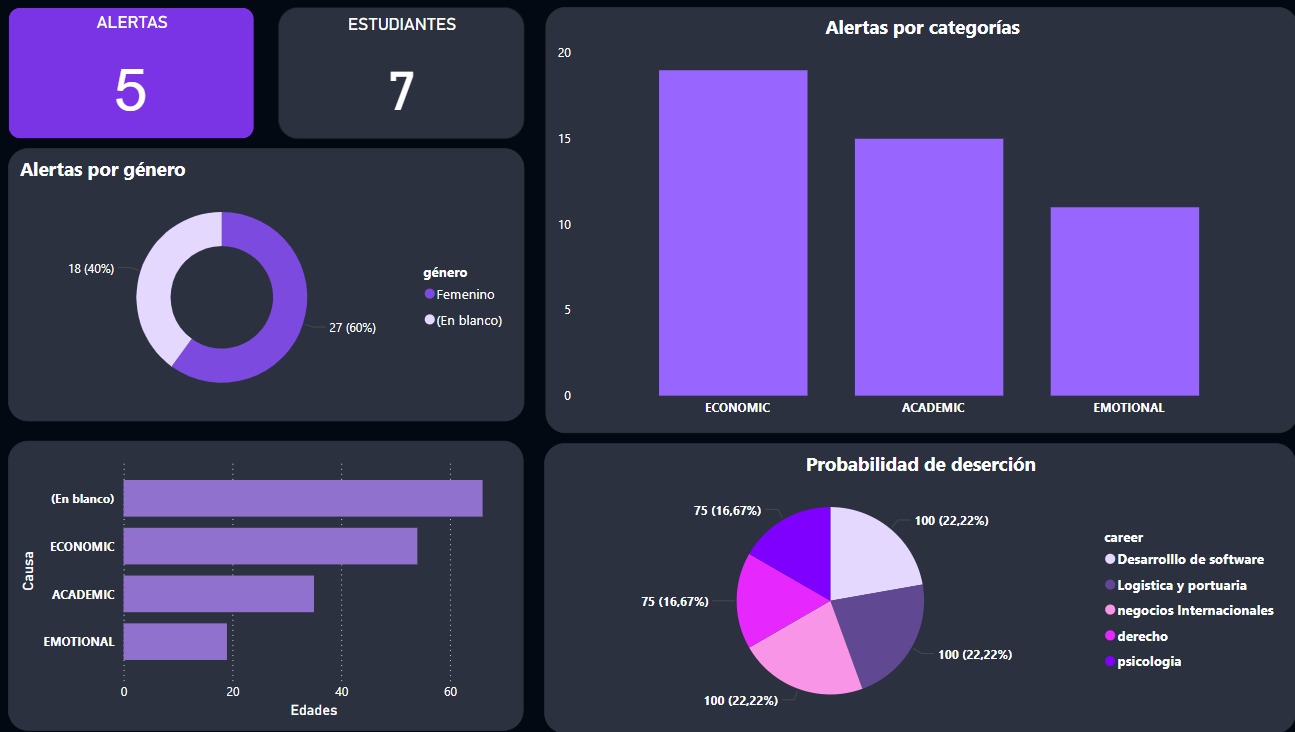 ALERTAS
5
ESTUDIANTES
7
Alertas por género
18 (40%)
27 (60%)
género
Femenino
(En blanco)
Alertas por categorías
20
15
10
5
0
ECONOMIC
ACADEMIC
EMOTIONAL
Causa
(En blanco)
ECONOMIC
ACADEMIC
EMOTIONAL
0
20
40
60
Edades
Probabilidad de deserción
75 (16,67%)
100 (22,22%)
75 (16,67%)
100 (22,22%)
100 (22,22%)
career
Desarrolllo de software
Logistica y portuaria
negocios Internacionales
derecho
psicologia